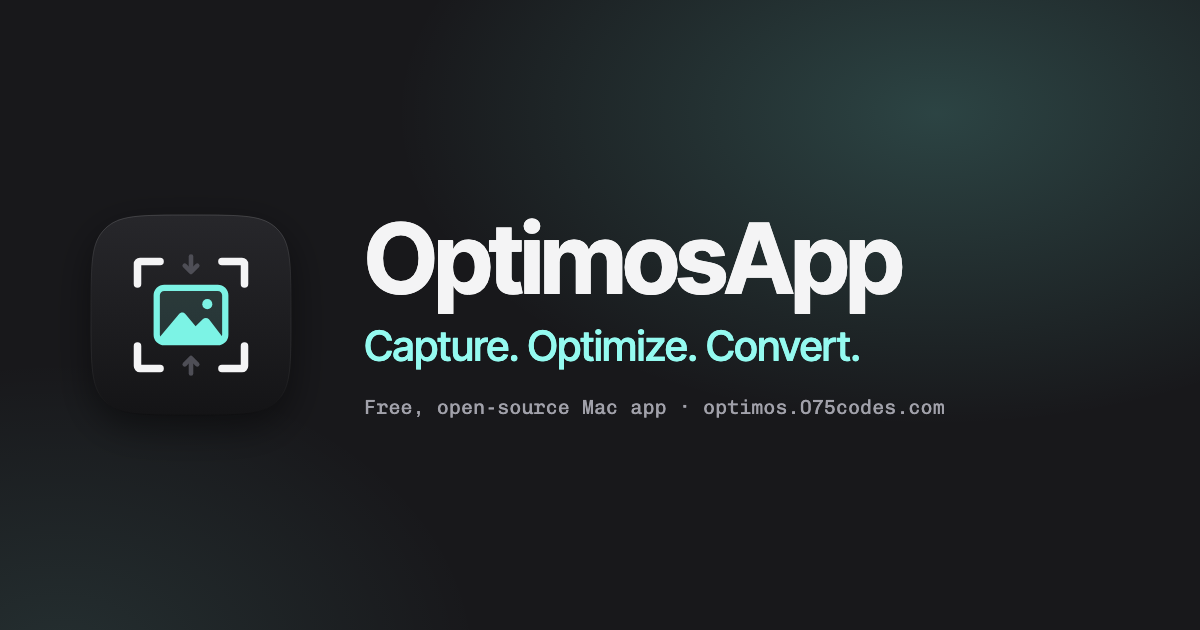 OptimosApp
Capture. Optimize. Convert.
Free, open-source Mac app · optimos.075codes.com